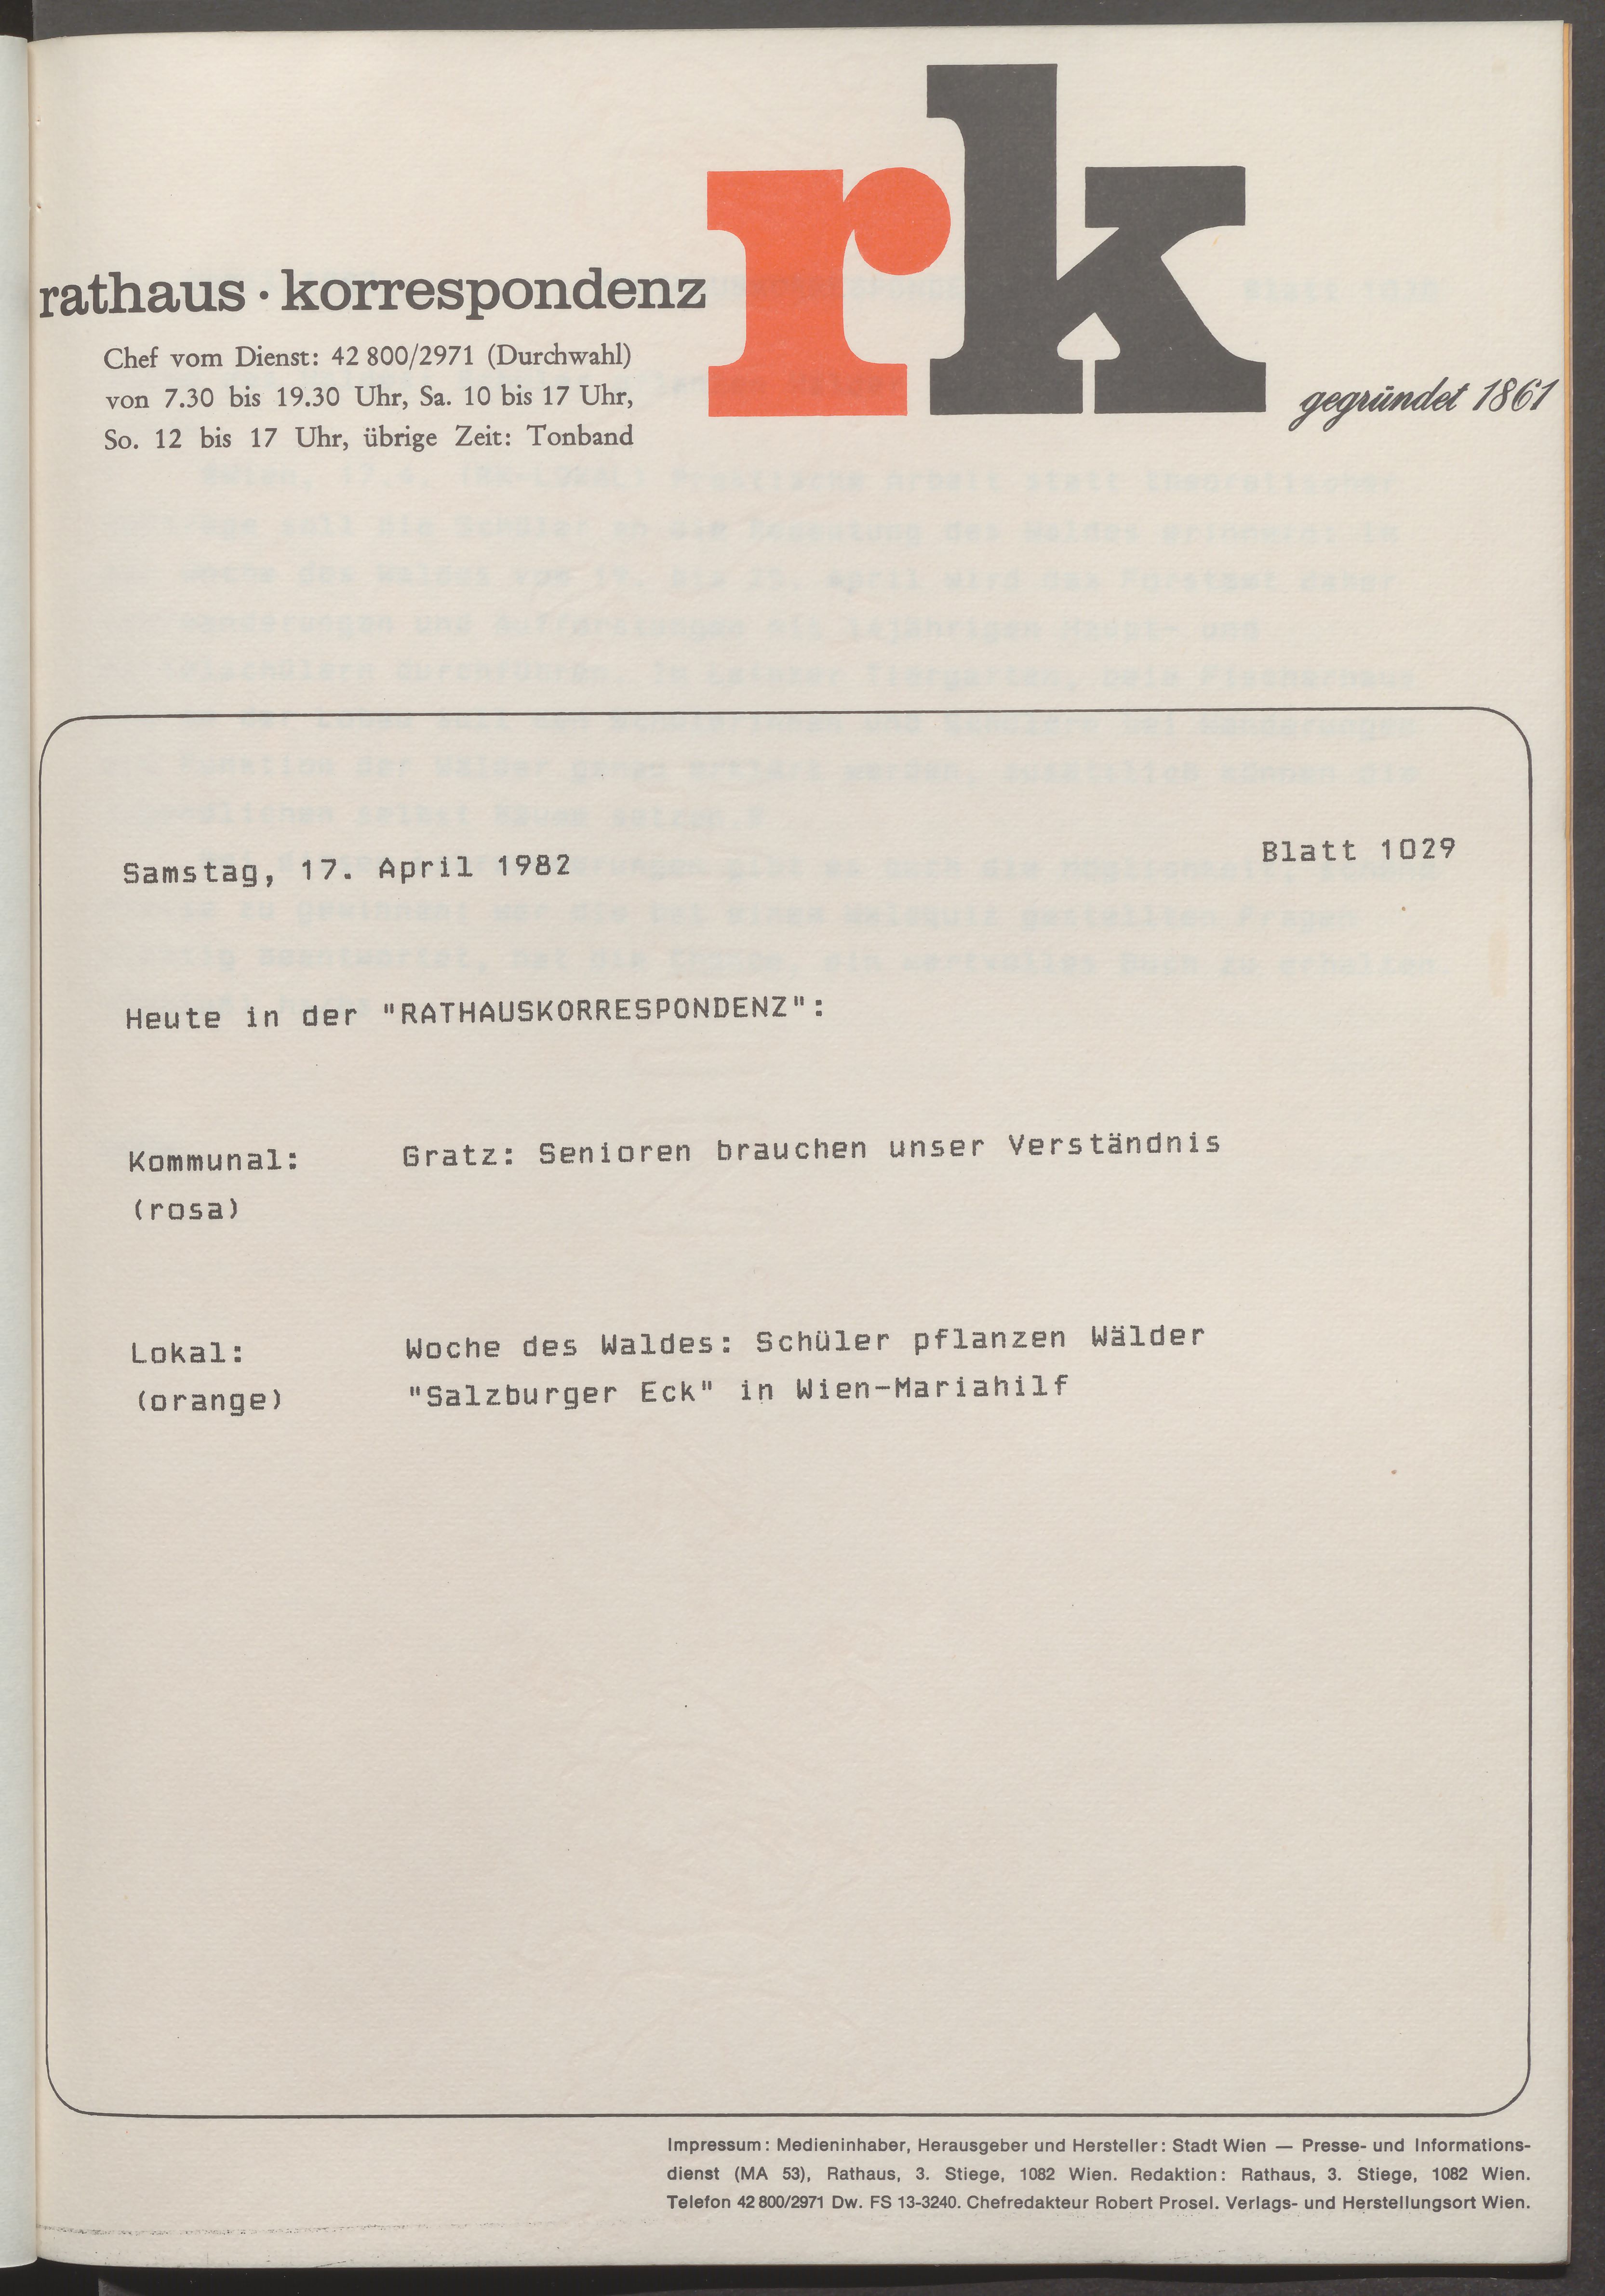 rk
rathaus · korrespondenz
Chef vom Dienst: 42 800/2971 (Durchwahl)
von 7.30 bis 19.30 Uhr, Sa. 10 bis 17 Uhr,
So. 12 bis 17 Uhr, übrige Zeit: Tonband
gegründet 1861
Samstag, 17. April 1982 Blatt 1029
Heute in der "RATHAUSKORRESPONDENZ":
Kommunal: Gratz: Senioren brauchen unser Verständnis
(rosa)
Lokal: Woche des Waldes: Schüler pflanzen Wälder
(orange) "Salzburger Eck" in Wien-Mariahilf
Impressum: Medieninhaber, Herausgeber und Hersteller: Stadt Wien — Presse- und Informations-
dienst (MA 53), Rathaus, 3. Stiege, 1082 Wien. Redaktion: Rathaus, 3. Stiege, 1082 Wien.
Telefon 42 800/2971 Dw. FS 13-3240. Chefredakteur Robert Prosel. Verlags- und Herstellungsort Wien.